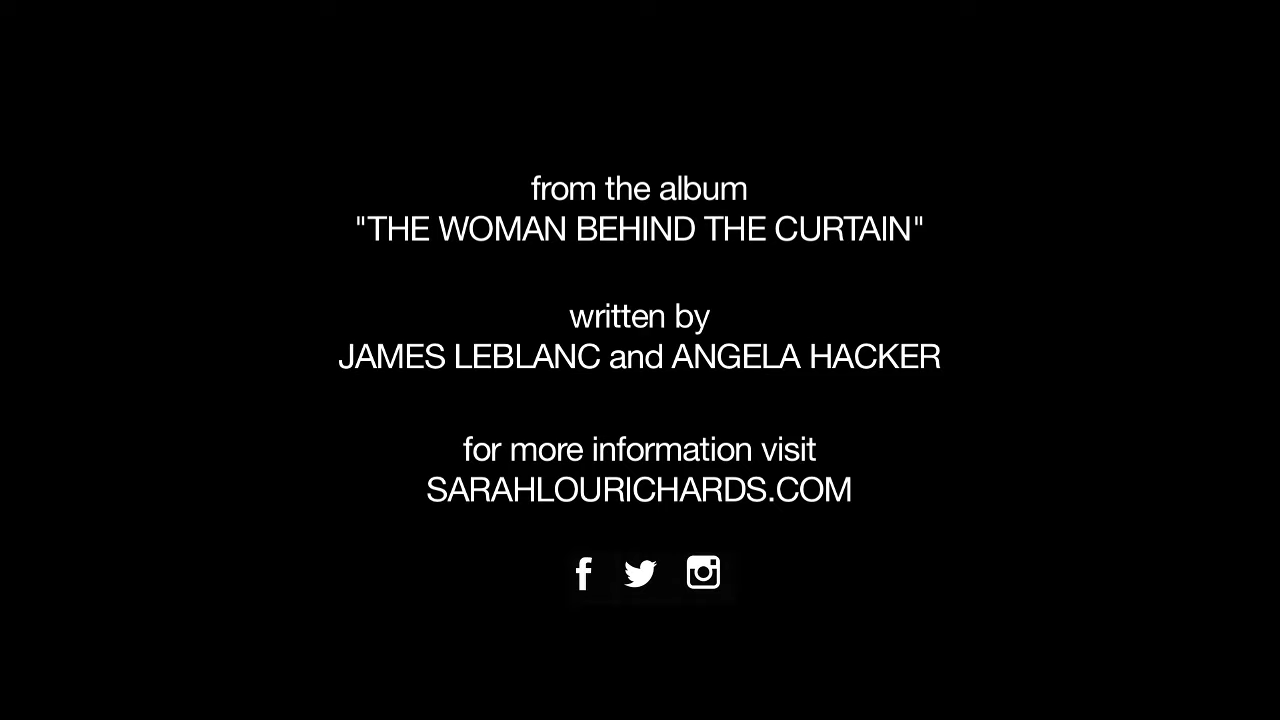 from the album
"THE WOMAN BEHIND THE CURTAIN"
written by
JAMES LEBLANC and ANGELA HACKER
for more information visit
SARAHLOURICHARDS.COM